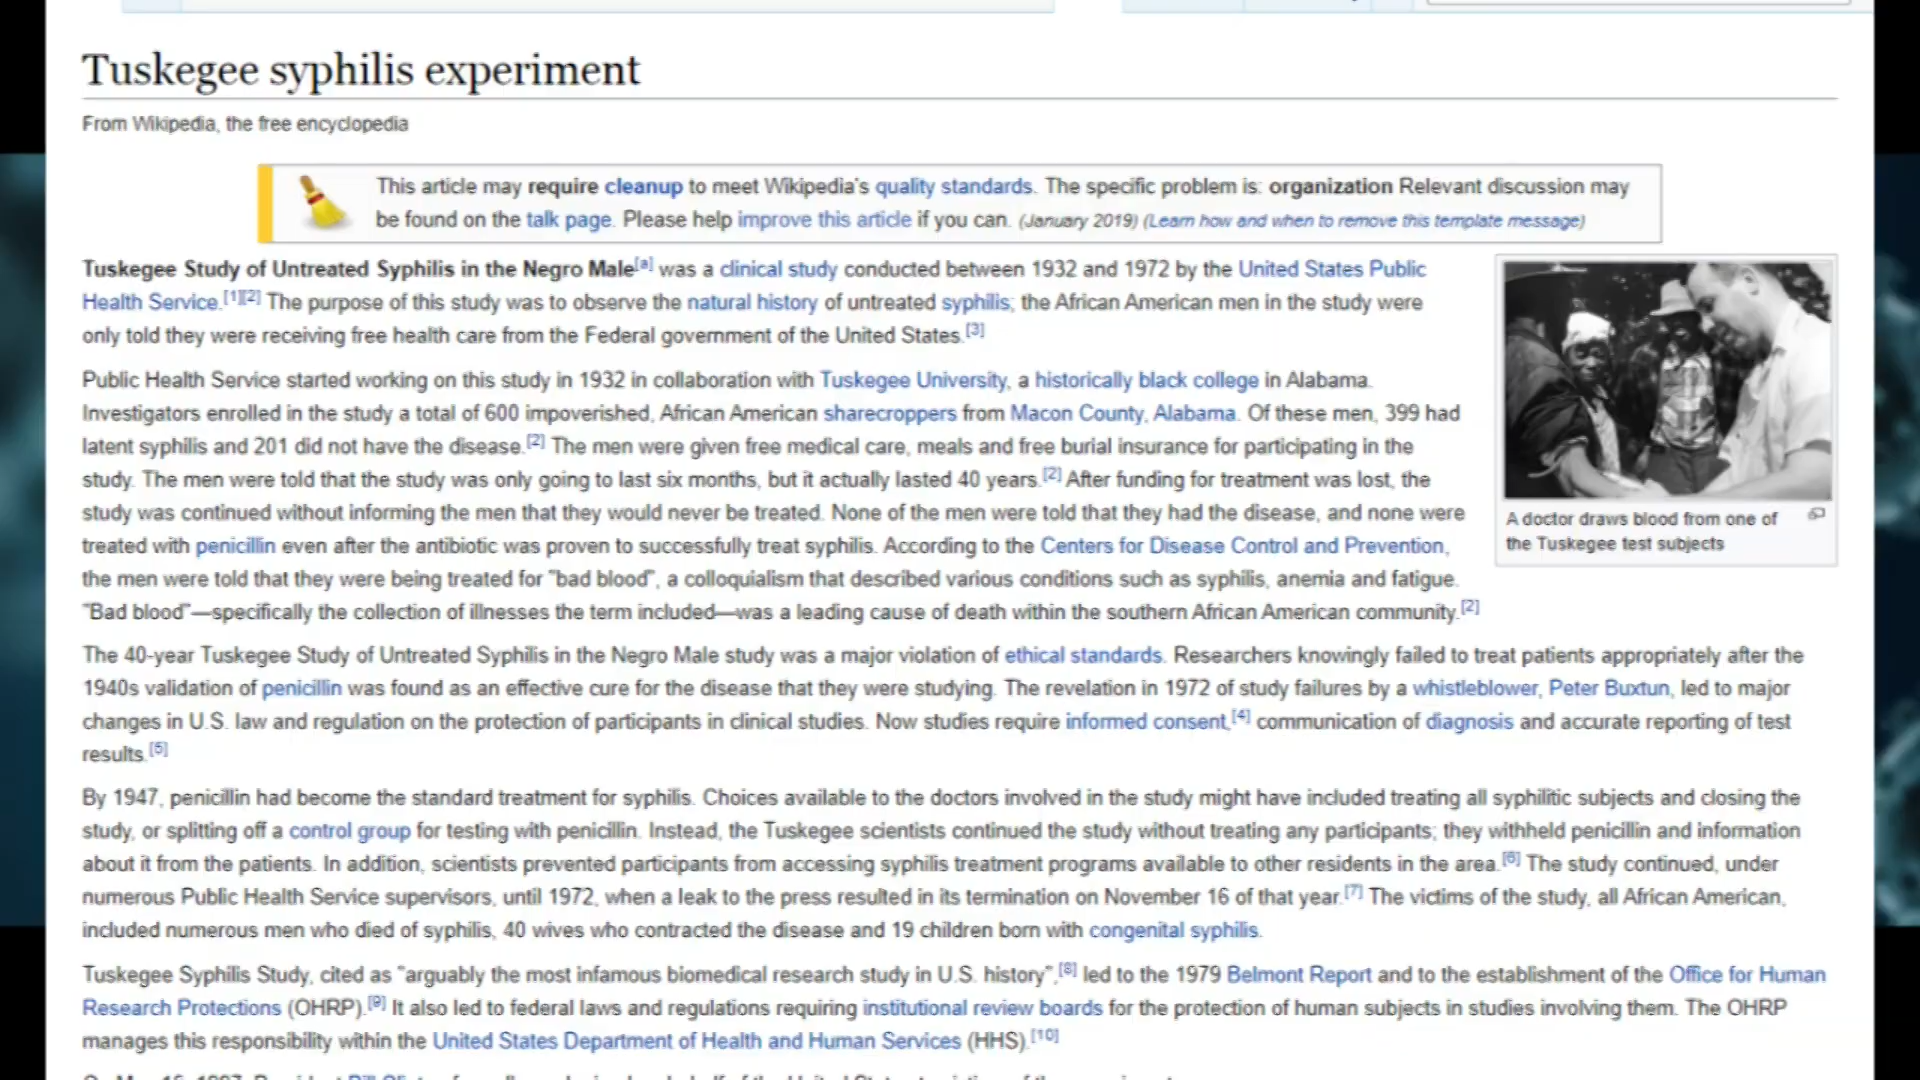 Tuskegee syphilis experiment
From Wikipedia, the free encyclopedia
This article may require cleanup to meet Wikipedia's quality standards. The specific problem is: organization Relevant discussion may
be found on the talk page. Please help improve this article if you can. (January 2019) (Learn how and when to remove this template message)
Tuskegee Study of Untreated Syphilis in the Negro Male[a] was a clinical study conducted between 1932 and 1972 by the United States Public
Health Service.[1][2] The purpose of this study was to observe the natural history of untreated syphilis; the African American men in the study were
only told they were receiving free health care from the Federal government of the United States.[3]
Public Health Service started working on this study in 1932 in collaboration with Tuskegee University, a historically black college in Alabama.
Investigators enrolled in the study a total of 600 impoverished, African American sharecroppers from Macon County, Alabama. Of these men, 399 had
latent syphilis and 201 did not have the disease.[2] The men were given free medical care, meals and free burial insurance for participating in the
study. The men were told that the study was only going to last six months, but it actually lasted 40 years.[2] After funding for treatment was lost, the
study was continued without informing the men that they would never be treated. None of the men were told that they had the disease, and none were
treated with penicillin even after the antibiotic was proven to successfully treat syphilis. According to the Centers for Disease Control and Prevention,
the men were told that they were being treated for "bad blood", a colloquialism that described various conditions such as syphilis, anemia and fatigue.
"Bad blood"—specifically the collection of illnesses the term included—was a leading cause of death within the southern African American community.[2]
A doctor draws blood from one of
the Tuskegee test subjects
The 40-year Tuskegee Study of Untreated Syphilis in the Negro Male study was a major violation of ethical standards. Researchers knowingly failed to treat patients appropriately after the
1940s validation of penicillin was found as an effective cure for the disease that they were studying. The revelation in 1972 of study failures by a whistleblower, Peter Buxtun, led to major
changes in U.S. law and regulation on the protection of participants in clinical studies. Now studies require informed consent,[4] communication of diagnosis and accurate reporting of test
results.[5]
By 1947, penicillin had become the standard treatment for syphilis. Choices available to the doctors involved in the study might have included treating all syphilitic subjects and closing the
study, or splitting off a control group for testing with penicillin. Instead, the Tuskegee scientists continued the study without treating any participants; they withheld penicillin and information
about it from the patients. In addition, scientists prevented participants from accessing syphilis treatment programs available to other residents in the area.[6] The study continued, under
numerous Public Health Service supervisors, until 1972, when a leak to the press resulted in its termination on November 16 of that year.[7] The victims of the study, all African American,
included numerous men who died of syphilis, 40 wives who contracted the disease and 19 children born with congenital syphilis.
Tuskegee Syphilis Study, cited as "arguably the most infamous biomedical research study in U.S. history",[8] led to the 1979 Belmont Report and to the establishment of the Office for Human
Research Protections (OHRP).[9] It also led to federal laws and regulations requiring institutional review boards for the protection of human subjects in studies involving them. The OHRP
manages this responsibility within the United States Department of Health and Human Services (HHS).[10]